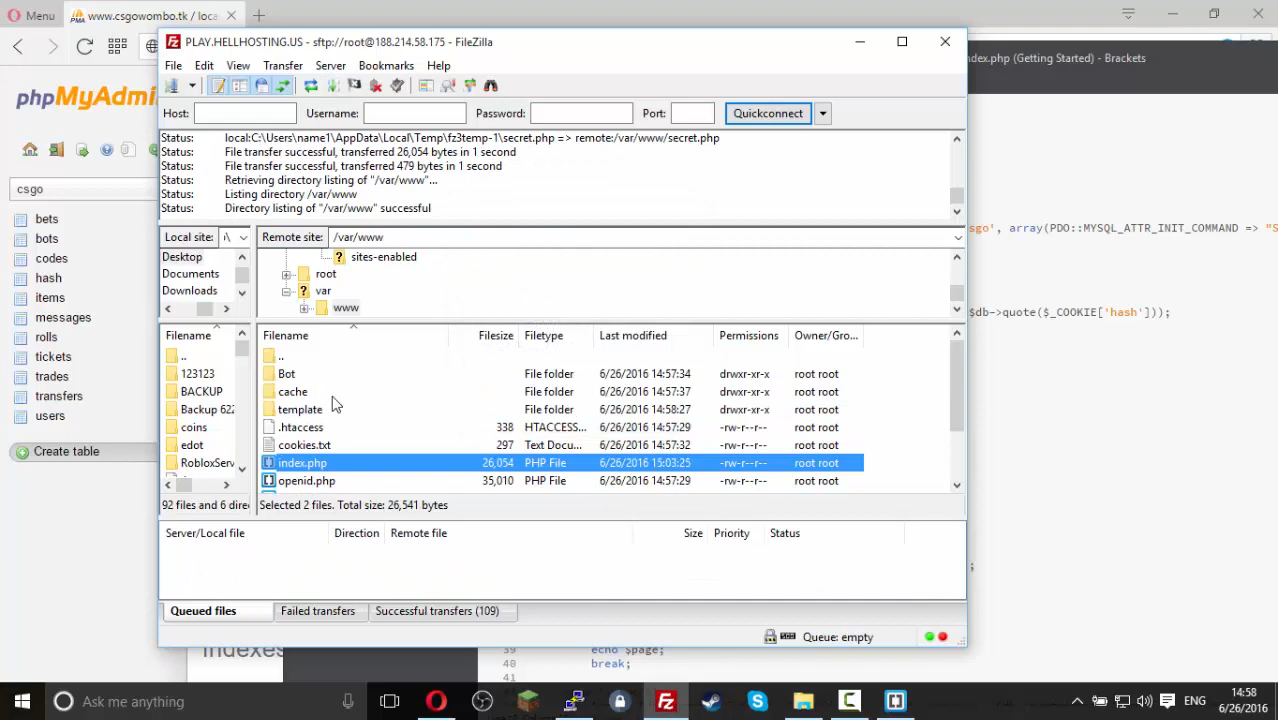 Menu
www.csgowombo.tk / loca
phpMyAdmin
csgo
bets
bots
codes
hash
items
messages
rolls
tickets
trades
transfers
users
Create table
PLAY.HELLHOSTING.US - sftp://root@188.214.58.175 - FileZilla
File Edit View Transfer Server Bookmarks Help
Host: Username: Password: Port: Quickconnect
Status: local:C:\Users\name1\AppData\Local\Temp\fz3temp-1\secret.php => remote:/var/www/secret.php
Status: File transfer successful, transferred 26,054 bytes in 1 second
Status: File transfer successful, transferred 479 bytes in 1 second
Status: Retrieving directory listing of "/var/www"...
Status: Listing directory /var/www
Status: Directory listing of "/var/www" successful
Local site: Remote site: /var/www
Desktop
Documents
Downloads
sites-enabled
root
var
www
Filename
..
123123
BACKUP
Backup 622
coins
edot
RobloxServ
92 files and 6 direc
Filename Filesize Filetype Last modified Permissions Owner/Gro...
..
Bot File folder 6/26/2016 14:57:34 drwxr-xr-x root root
cache File folder 6/26/2016 14:57:37 drwxr-xr-x root root
template File folder 6/26/2016 14:58:27 drwxr-xr-x root root
.htaccess 338 HTACCESS... 6/26/2016 14:57:29 -rw-r--r-- root root
cookies.txt 297 Text Docu... 6/26/2016 14:57:32 -rw-r--r-- root root
index.php 26,054 PHP File 6/26/2016 15:03:25 -rw-r--r-- root root
openid.php 35,010 PHP File 6/26/2016 14:57:29 -rw-r--r-- root root
Selected 2 files. Total size: 26,541 bytes
Server/Local file Direction Remote file Size Priority Status
Queued files Failed transfers Successful transfers (109)
Queue: empty
ndex.php (Getting Started) - Brackets
sgo', array(PDO::MYSQL_ATTR_INIT_COMMAND => "S
$db->quote($_COOKIE['hash']));
;
Indexes
39 echo $page;
40 break;
41
Ask me anything
ENG
14:58
6/26/2016